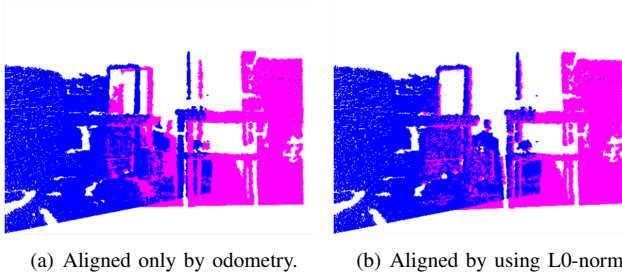 (a) Aligned only by odometry.
(b) Aligned by using L0-norm